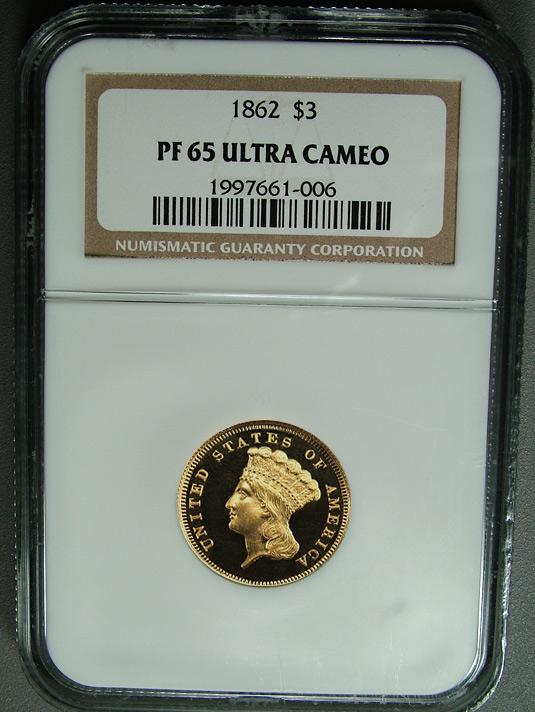 1862 $3
PF 65 ULTRA CAMEO
1997661-006
NUMISMATIC GUARANTY CORPORATION
UNITED STATES OF AMERICA